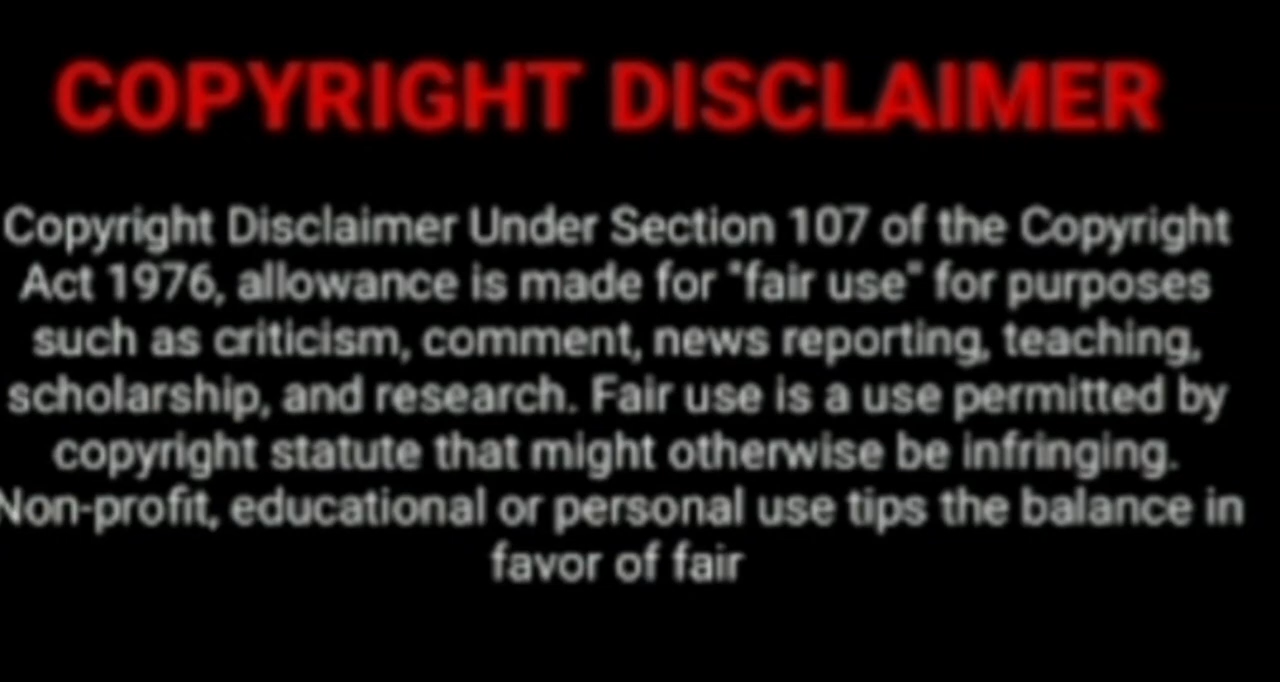 COPYRIGHT DISCLAIMER
Copyright Disclaimer Under Section 107 of the Copyright
Act 1976, allowance is made for "fair use" for purposes
such as criticism, comment, news reporting, teaching,
scholarship, and research. Fair use is a use permitted by
copyright statute that might otherwise be infringing.
Non-profit, educational or personal use tips the balance in
favor of fair